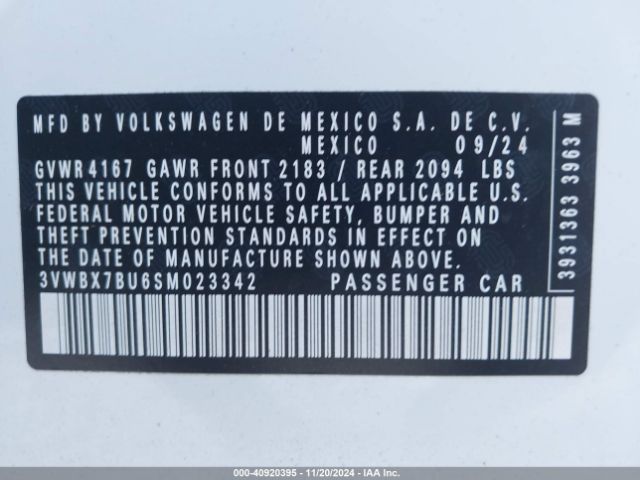 MFD BY VOLKSWAGEN DE MEXICO S.A. DE C.V.
MEXICO 09/24
GVWR 4167 GAWR FRONT 2183 / REAR 2094 LBS
THIS VEHICLE CONFORMS TO ALL APPLICABLE U.S.
FEDERAL MOTOR VEHICLE SAFETY, BUMPER AND
THEFT PREVENTION STANDARDS IN EFFECT ON
THE DATE OF MANUFACTURE SHOWN ABOVE.
3VWBX7BU6SM023342 PASSENGER CAR
3931363 3963 M
000-40920395 - 11/20/2024 - IAA Inc.